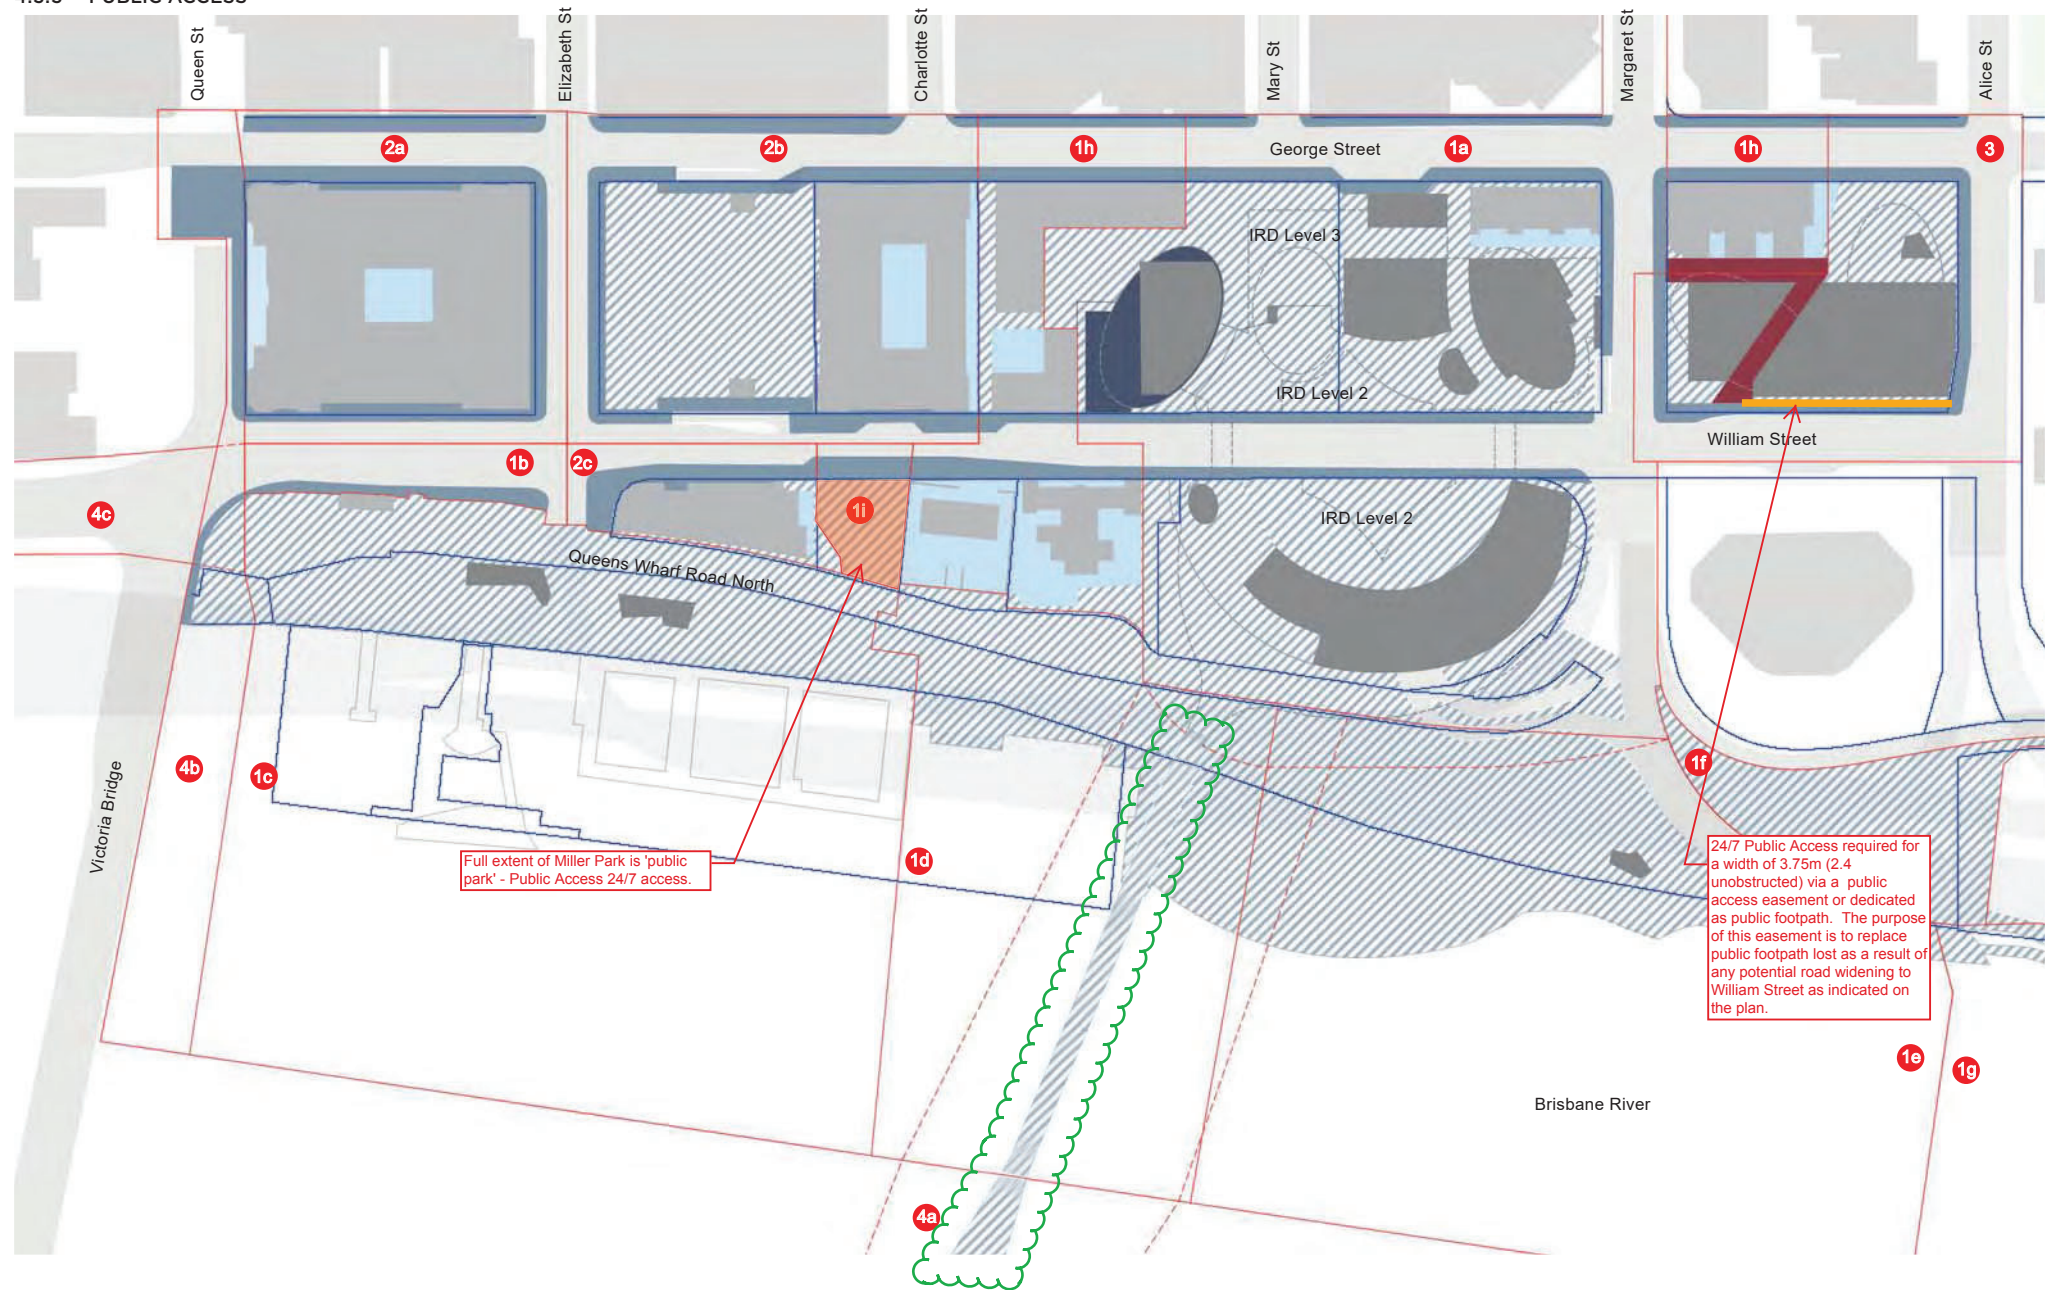 Queen St
Elizabeth St
Charlotte St
Mary St
Margaret St
Alice St
2a
2b
1h
George Street
1a
1h
3
IRD Level 3
IRD Level 2
William Street
1b
2c
4c
1i
IRD Level 2
Queens Wharf Road North
4b
1c
1f
Victoria Bridge
Full extent of Miller Park is 'public
park' - Public Access 24/7 access.
1d
24/7 Public Access required for
a width of 3.75m (2.4
unobstructed) via a public
access easement or dedicated
as public footpath. The purpose
of this easement is to replace
public footpath lost as a result of
any potential road widening to
William Street as indicated on
the plan.
1e
1g
Brisbane River
4a